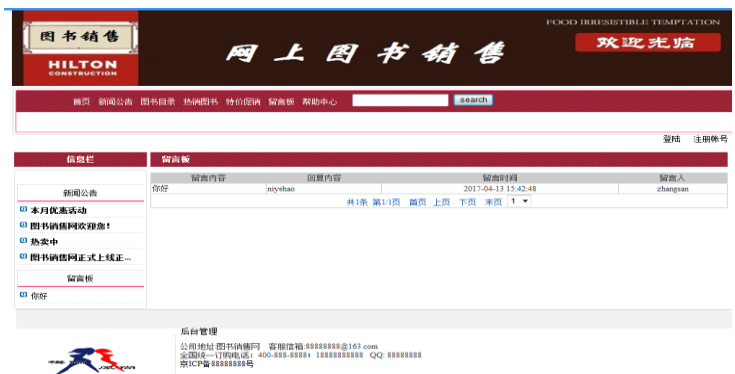 FOOD IRRESISTIBLE TEMPTATION
图书销售
网上图书销售
欢迎光临
HILTON
CONSTRUCTION
首页 新闻公告 图书目录 热销图书 特价促销 留言板 帮助中心 search
登陆 注册帐号
信息栏
留言板
留言内容 回复内容 留言时间 留言人
你好 niyehao 2017-04-13 15:42:48 zhangsan
共1条 第1/1页 首页 上页 下页 末页 1
新闻公告
本月优惠活动
图书销售网欢迎您!
热卖中
图书销售网正式上线正...
留言板
你好
后台管理
公司地址:图书销售网 客服信箱:88888888@163.com
全国统一订购电话: 400-888-8888; 18888888888 QQ: 88888888
京ICP备88888888号